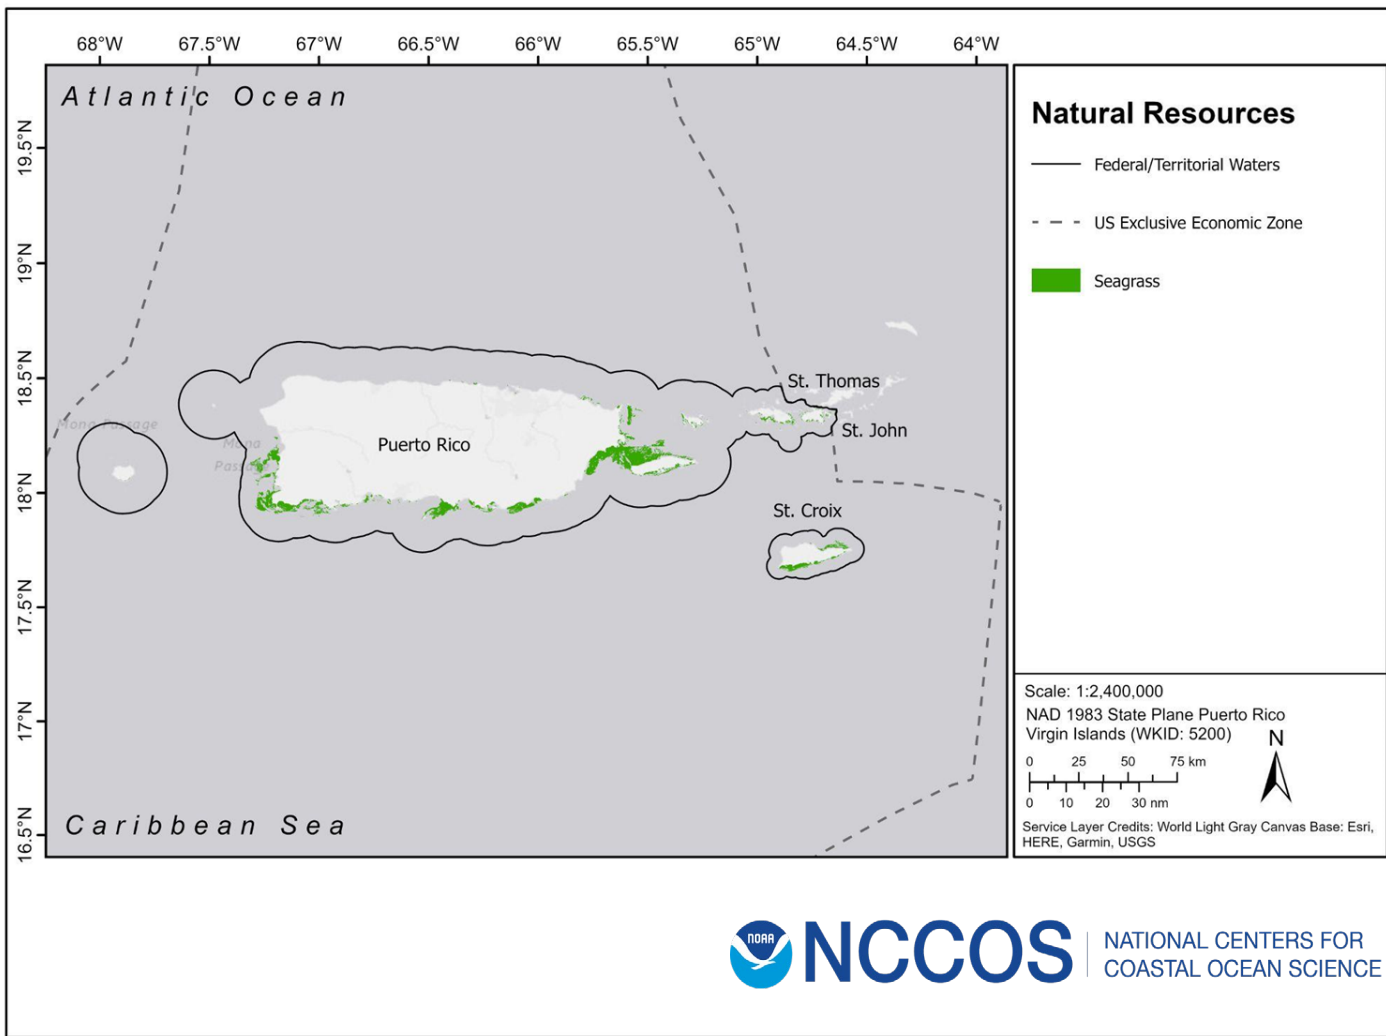 68°W 67.5°W 67°W 66.5°W 66°W 65.5°W 65°W 64.5°W 64°W
19.5°N
19°N
18.5°N
18°N
17.5°N
17°N
16.5°N
Atlantic Ocean
Mona Passage
Mona
Passage
Puerto Rico
St. Thomas
St. John
St. Croix
Caribbean Sea
Natural Resources
Federal/Territorial Waters
US Exclusive Economic Zone
Seagrass
Scale: 1:2,400,000
NAD 1983 State Plane Puerto Rico
Virgin Islands (WKID: 5200)
N
0 25 50 75 km
0 10 20 30 nm
Service Layer Credits: World Light Gray Canvas Base: Esri,
HERE, Garmin, USGS
NOAA
NCCOS
NATIONAL CENTERS FOR
COASTAL OCEAN SCIENCE